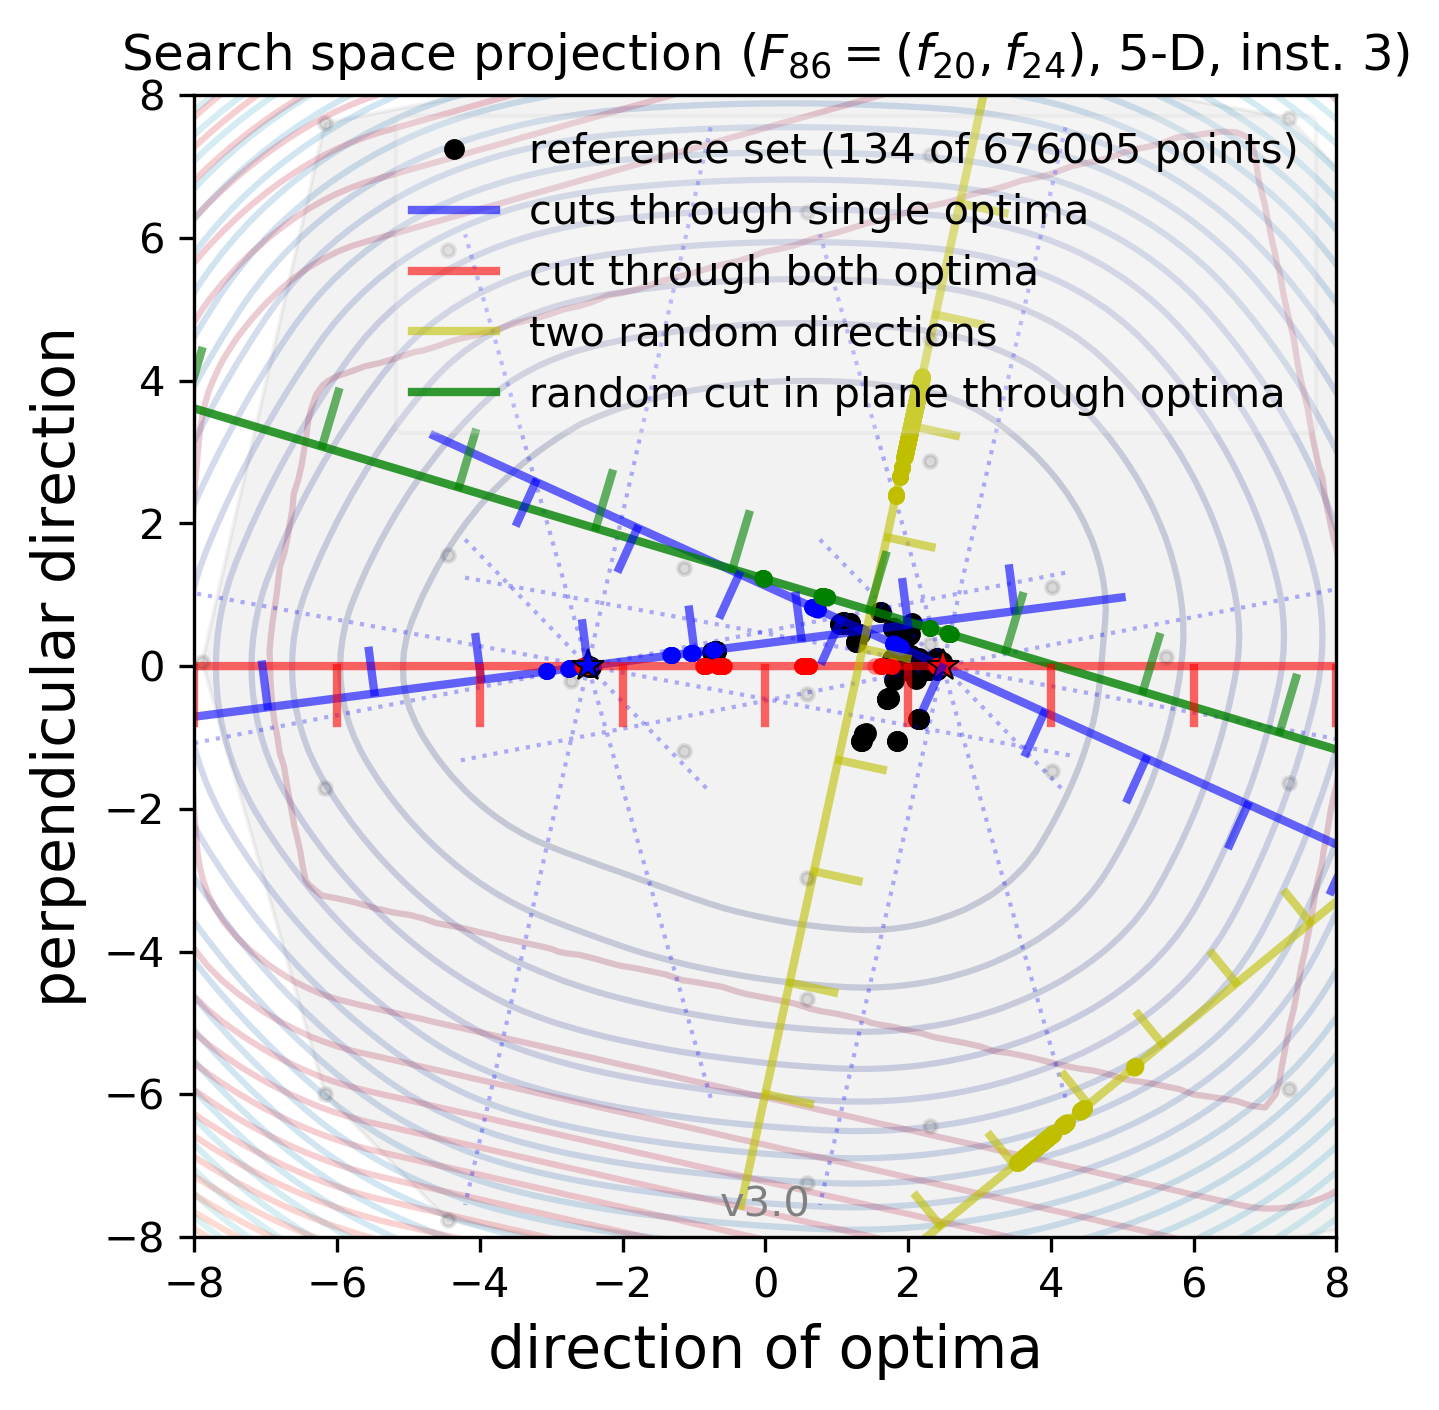 Search space projection (F₈₆ = (f₂₀, f₂₄), 5-D, inst. 3)
reference set (134 of 676005 points)
cuts through single optima
cut through both optima
two random directions
random cut in plane through optima
perpendicular direction
8
6
4
2
0
−2
−4
−6
−8
v3.0
−8 −6 −4 −2 0 2 4 6 8
direction of optima